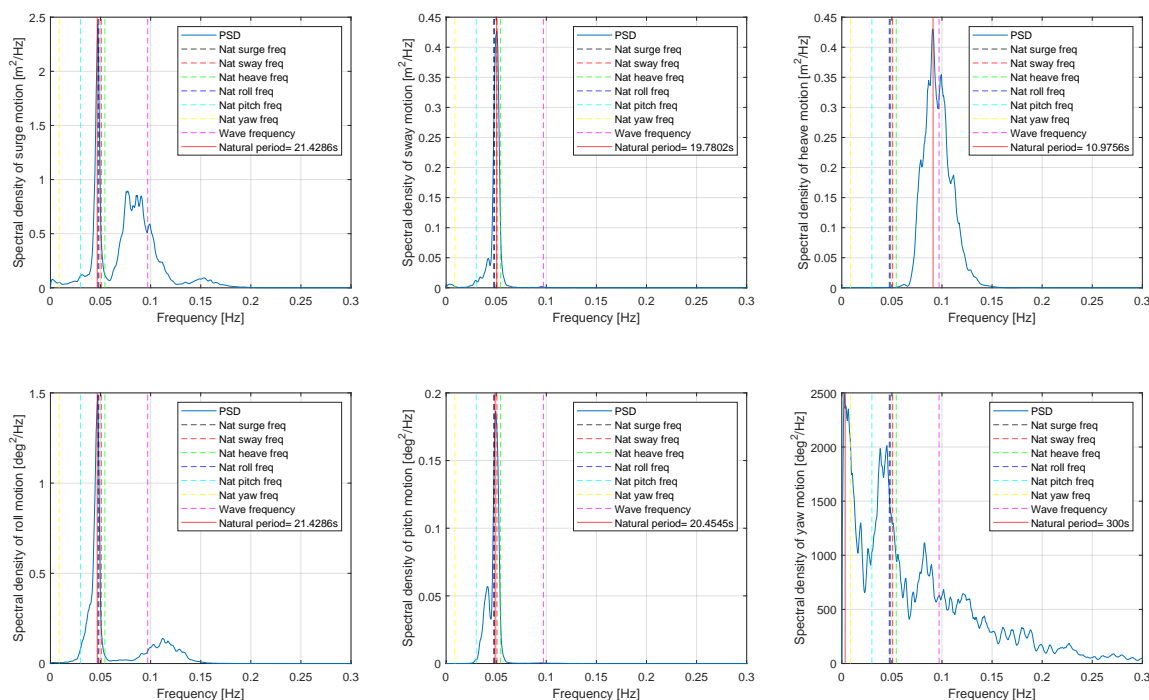 Spectral density of surge motion [m²/Hz]
2.5
2
1.5
1
0.5
0
0
0.05
0.1
0.15
0.2
0.25
0.3
Frequency [Hz]
PSD
Nat surge freq
Nat sway freq
Nat heave freq
Nat roll freq
Nat pitch freq
Nat yaw freq
Wave frequency
Natural period= 21.4286s
Spectral density of sway motion [m²/Hz]
0.45
0.4
0.35
0.3
0.25
0.2
0.15
0.1
0.05
0
0
0.05
0.1
0.15
0.2
0.25
0.3
Frequency [Hz]
PSD
Nat surge freq
Nat sway freq
Nat heave freq
Nat roll freq
Nat pitch freq
Nat yaw freq
Wave frequency
Natural period= 19.7802s
Spectral density of heave motion [m²/Hz]
0.45
0.4
0.35
0.3
0.25
0.2
0.15
0.1
0.05
0
0
0.05
0.1
0.15
0.2
0.25
0.3
Frequency [Hz]
PSD
Nat surge freq
Nat sway freq
Nat heave freq
Nat roll freq
Nat pitch freq
Nat yaw freq
Wave frequency
Natural period= 10.9756s
Spectral density of roll motion [deg²/Hz]
1.5
1
0.5
0
0
0.05
0.1
0.15
0.2
0.25
0.3
Frequency [Hz]
PSD
Nat surge freq
Nat sway freq
Nat heave freq
Nat roll freq
Nat pitch freq
Nat yaw freq
Wave frequency
Natural period= 21.4286s
Spectral density of pitch motion [deg²/Hz]
0.2
0.15
0.1
0.05
0
0
0.05
0.1
0.15
0.2
0.25
0.3
Frequency [Hz]
PSD
Nat surge freq
Nat sway freq
Nat heave freq
Nat roll freq
Nat pitch freq
Nat yaw freq
Wave frequency
Natural period= 20.4545s
Spectral density of yaw motion [deg²/Hz]
2500
2000
1500
1000
500
0
0
0.05
0.1
0.15
0.2
0.25
0.3
Frequency [Hz]
PSD
Nat surge freq
Nat sway freq
Nat heave freq
Nat roll freq
Nat pitch freq
Nat yaw freq
Wave frequency
Natural period= 300s